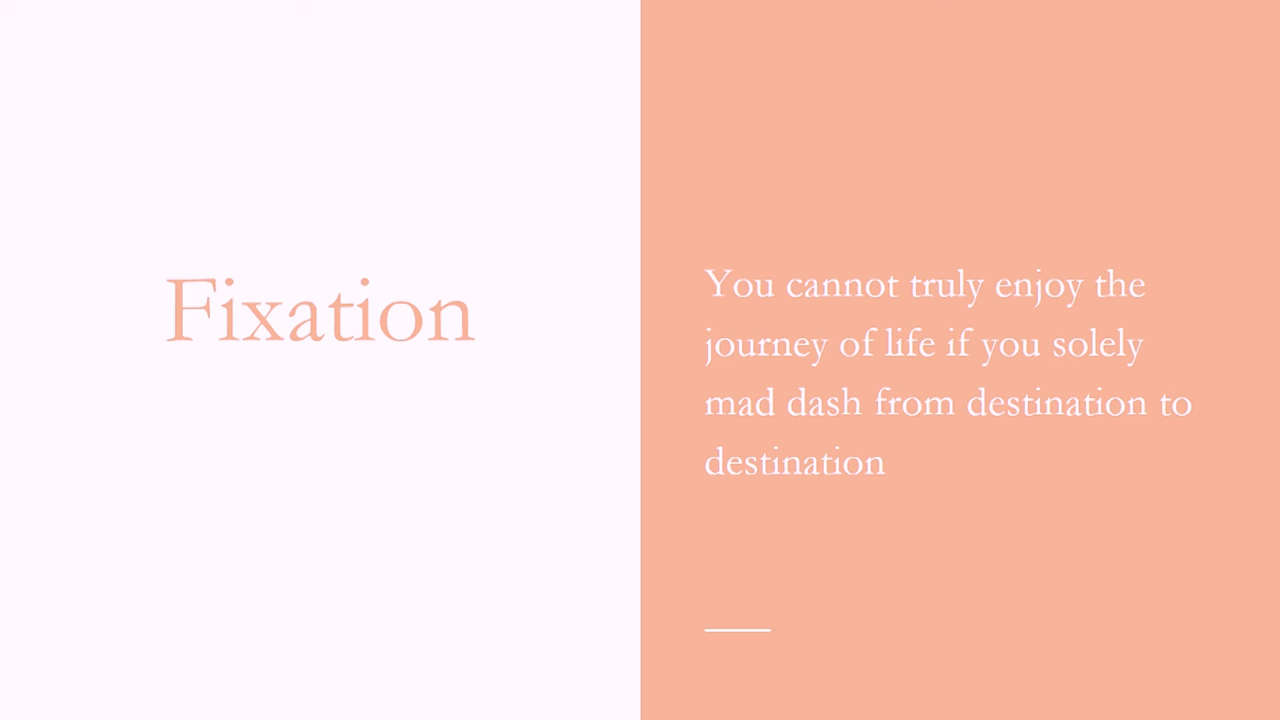 Fixation
You cannot truly enjoy the
journey of life if you solely
mad dash from destination to
destination